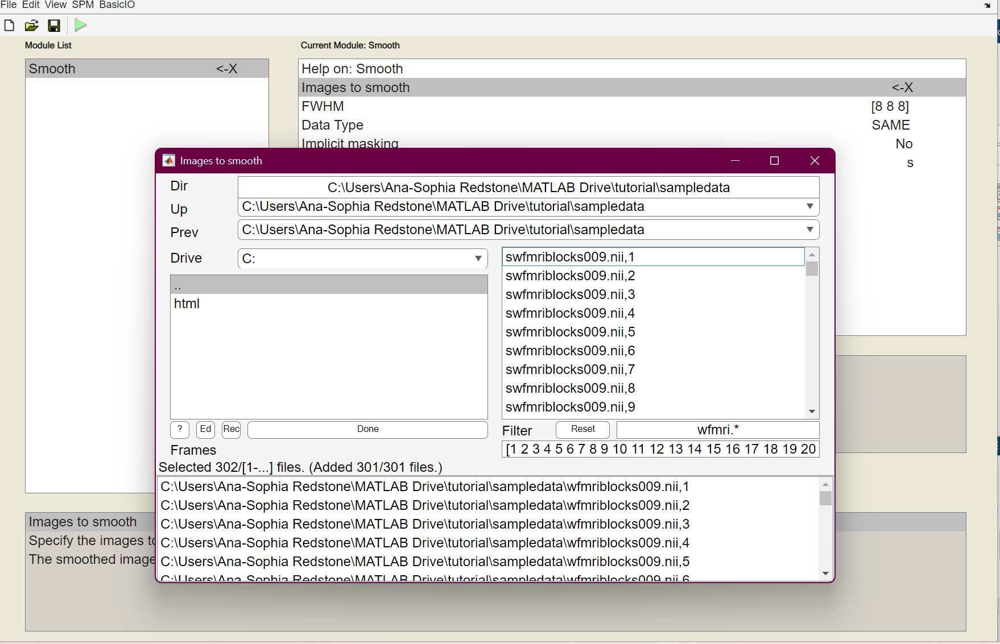 File Edit View SPM BasicIO
Module List
Current Module: Smooth
Smooth <-X
Help on: Smooth
Images to smooth <-X
FWHM [8 8 8]
Data Type SAME
Implicit masking No
s
Images to smooth
Dir C:\Users\Ana-Sophia Redstone\MATLAB Drive\tutorial\sampledata
Up C:\Users\Ana-Sophia Redstone\MATLAB Drive\tutorial\sampledata
Prev C:\Users\Ana-Sophia Redstone\MATLAB Drive\tutorial\sampledata
Drive C:
..
html
swfmriblocks009.nii,1
swfmriblocks009.nii,2
swfmriblocks009.nii,3
swfmriblocks009.nii,4
swfmriblocks009.nii,5
swfmriblocks009.nii,6
swfmriblocks009.nii,7
swfmriblocks009.nii,8
swfmriblocks009.nii,9
? Ed Rec Done
Filter Reset wfmri.*
Frames [1 2 3 4 5 6 7 8 9 10 11 12 13 14 15 16 17 18 19 20
Selected 302/[1-...] files. (Added 301/301 files.)
C:\Users\Ana-Sophia Redstone\MATLAB Drive\tutorial\sampledata\wfmriblocks009.nii,1
C:\Users\Ana-Sophia Redstone\MATLAB Drive\tutorial\sampledata\wfmriblocks009.nii,2
C:\Users\Ana-Sophia Redstone\MATLAB Drive\tutorial\sampledata\wfmriblocks009.nii,3
C:\Users\Ana-Sophia Redstone\MATLAB Drive\tutorial\sampledata\wfmriblocks009.nii,4
C:\Users\Ana-Sophia Redstone\MATLAB Drive\tutorial\sampledata\wfmriblocks009.nii,5
C:\Users\Ana-Sophia Redstone\MATLAB Drive\tutorial\sampledata\wfmriblocks009.nii,6
Images to smooth
Specify the images to
The smoothed image